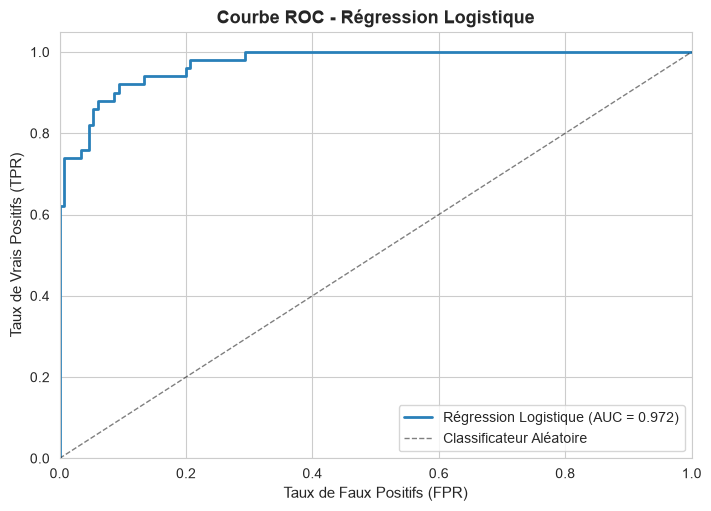 Courbe ROC - Régression Logistique
Taux de Vrais Positifs (TPR)
1.0
0.8
0.6
0.4
0.2
0.0
0.0 0.2 0.4 0.6 0.8 1.0
Taux de Faux Positifs (FPR)
Régression Logistique (AUC = 0.972)
Classificateur Aléatoire